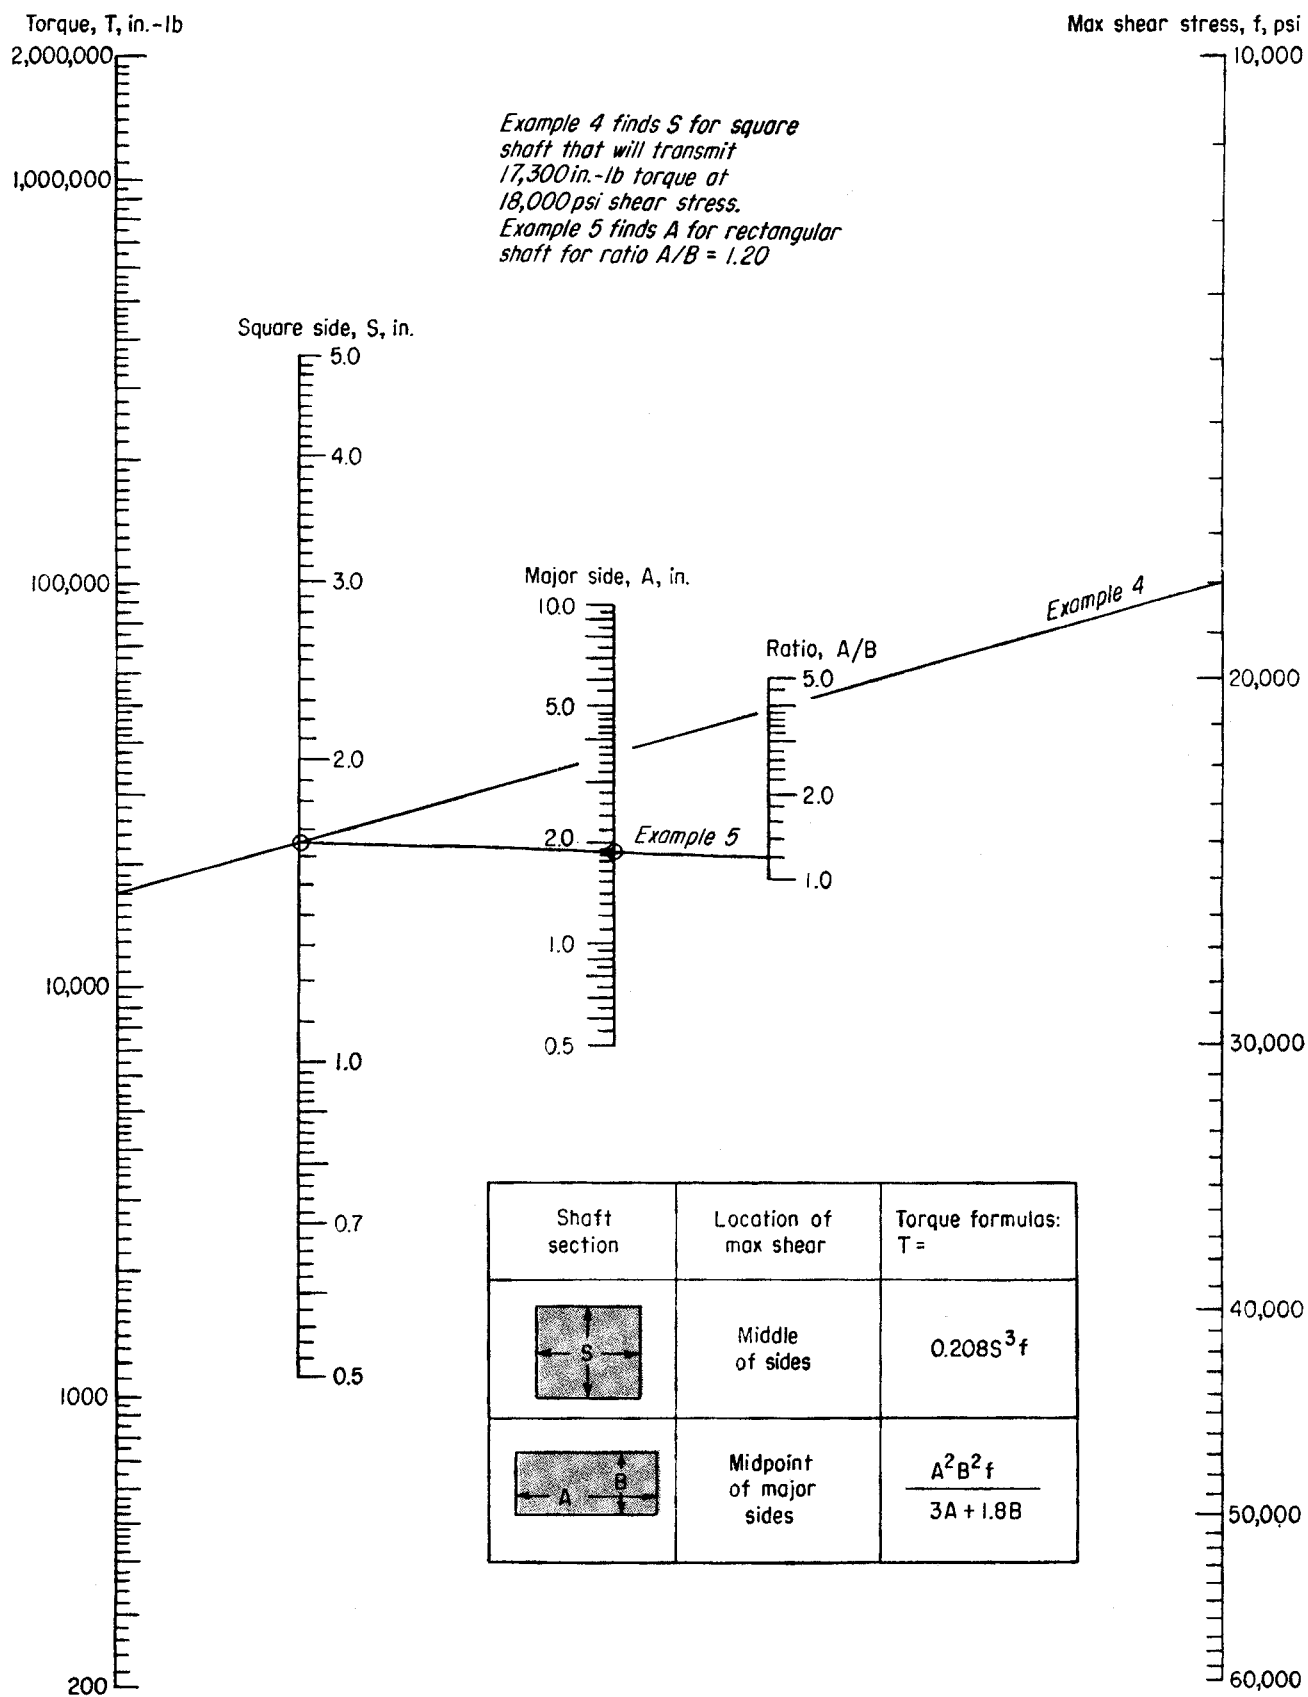 Torque, T, in.-lb
2,000,000
1,000,000
100,000
10,000
1000
200
Max shear stress, f, psi
10,000
20,000
30,000
40,000
50,000
60,000
Example 4 finds S for square
shaft that will transmit
17,300 in.-lb torque at
18,000 psi shear stress.
Example 5 finds A for rectangular
shaft for ratio A/B = 1.20
Square side, S, in.
5.0
4.0
3.0
2.0
1.0
0.7
0.5
Major side, A, in.
10.0
5.0
2.0
1.0
0.5
Ratio, A/B
5.0
2.0
1.0
Example 4
Example 5
Shaft
section
Location of
max shear
Torque formulas:
T =
S
Middle
of sides
0.208S³f
A
B
Midpoint
of major
sides
A²B²f
3A + 1.8B